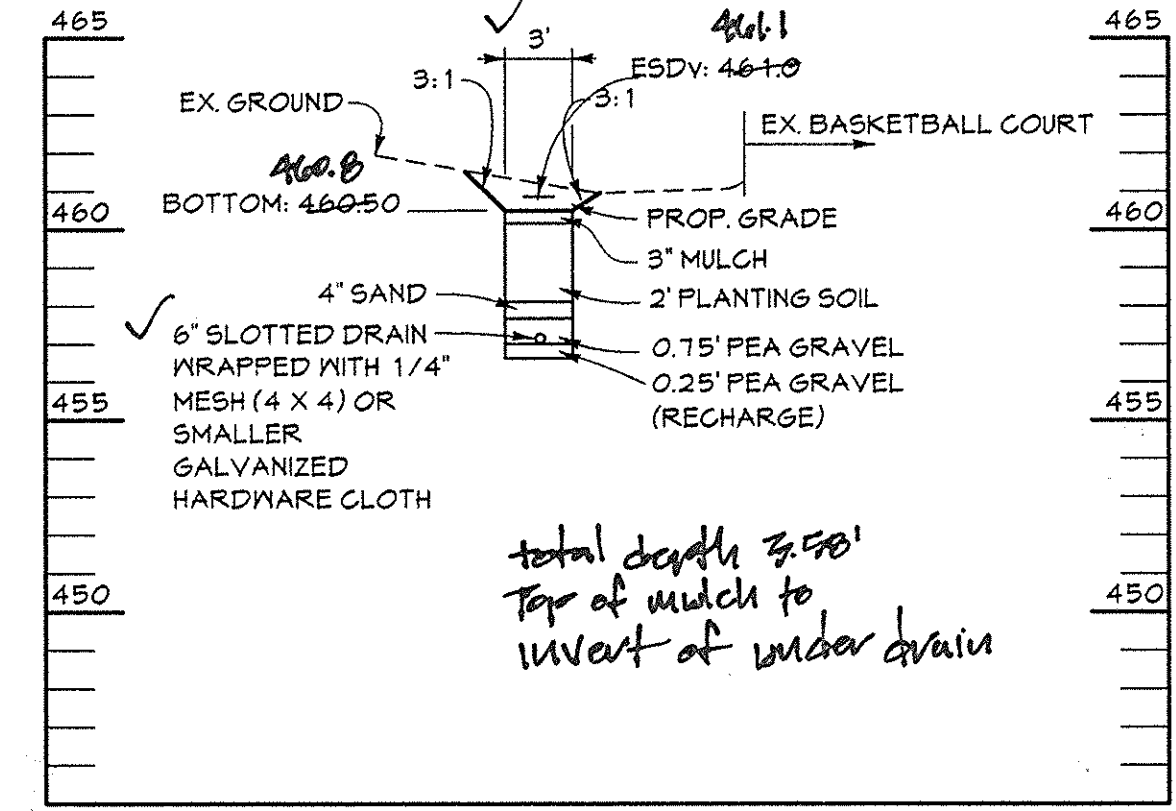 465
465
3'
461.1
ESDv: 461.0
3:1
3:1
EX. GROUND
EX. BASKETBALL COURT
460.8
BOTTOM: 460.50
460
460
PROP. GRADE
3" MULCH
4" SAND
2' PLANTING SOIL
6" SLOTTED DRAIN
WRAPPED WITH 1/4"
MESH (4 X 4) OR
SMALLER
GALVANIZED
HARDWARE CLOTH
0.75' PEA GRAVEL
0.25' PEA GRAVEL
(RECHARGE)
455
455
total depth 3.58'
Top of mulch to
invert of under drain
450
450